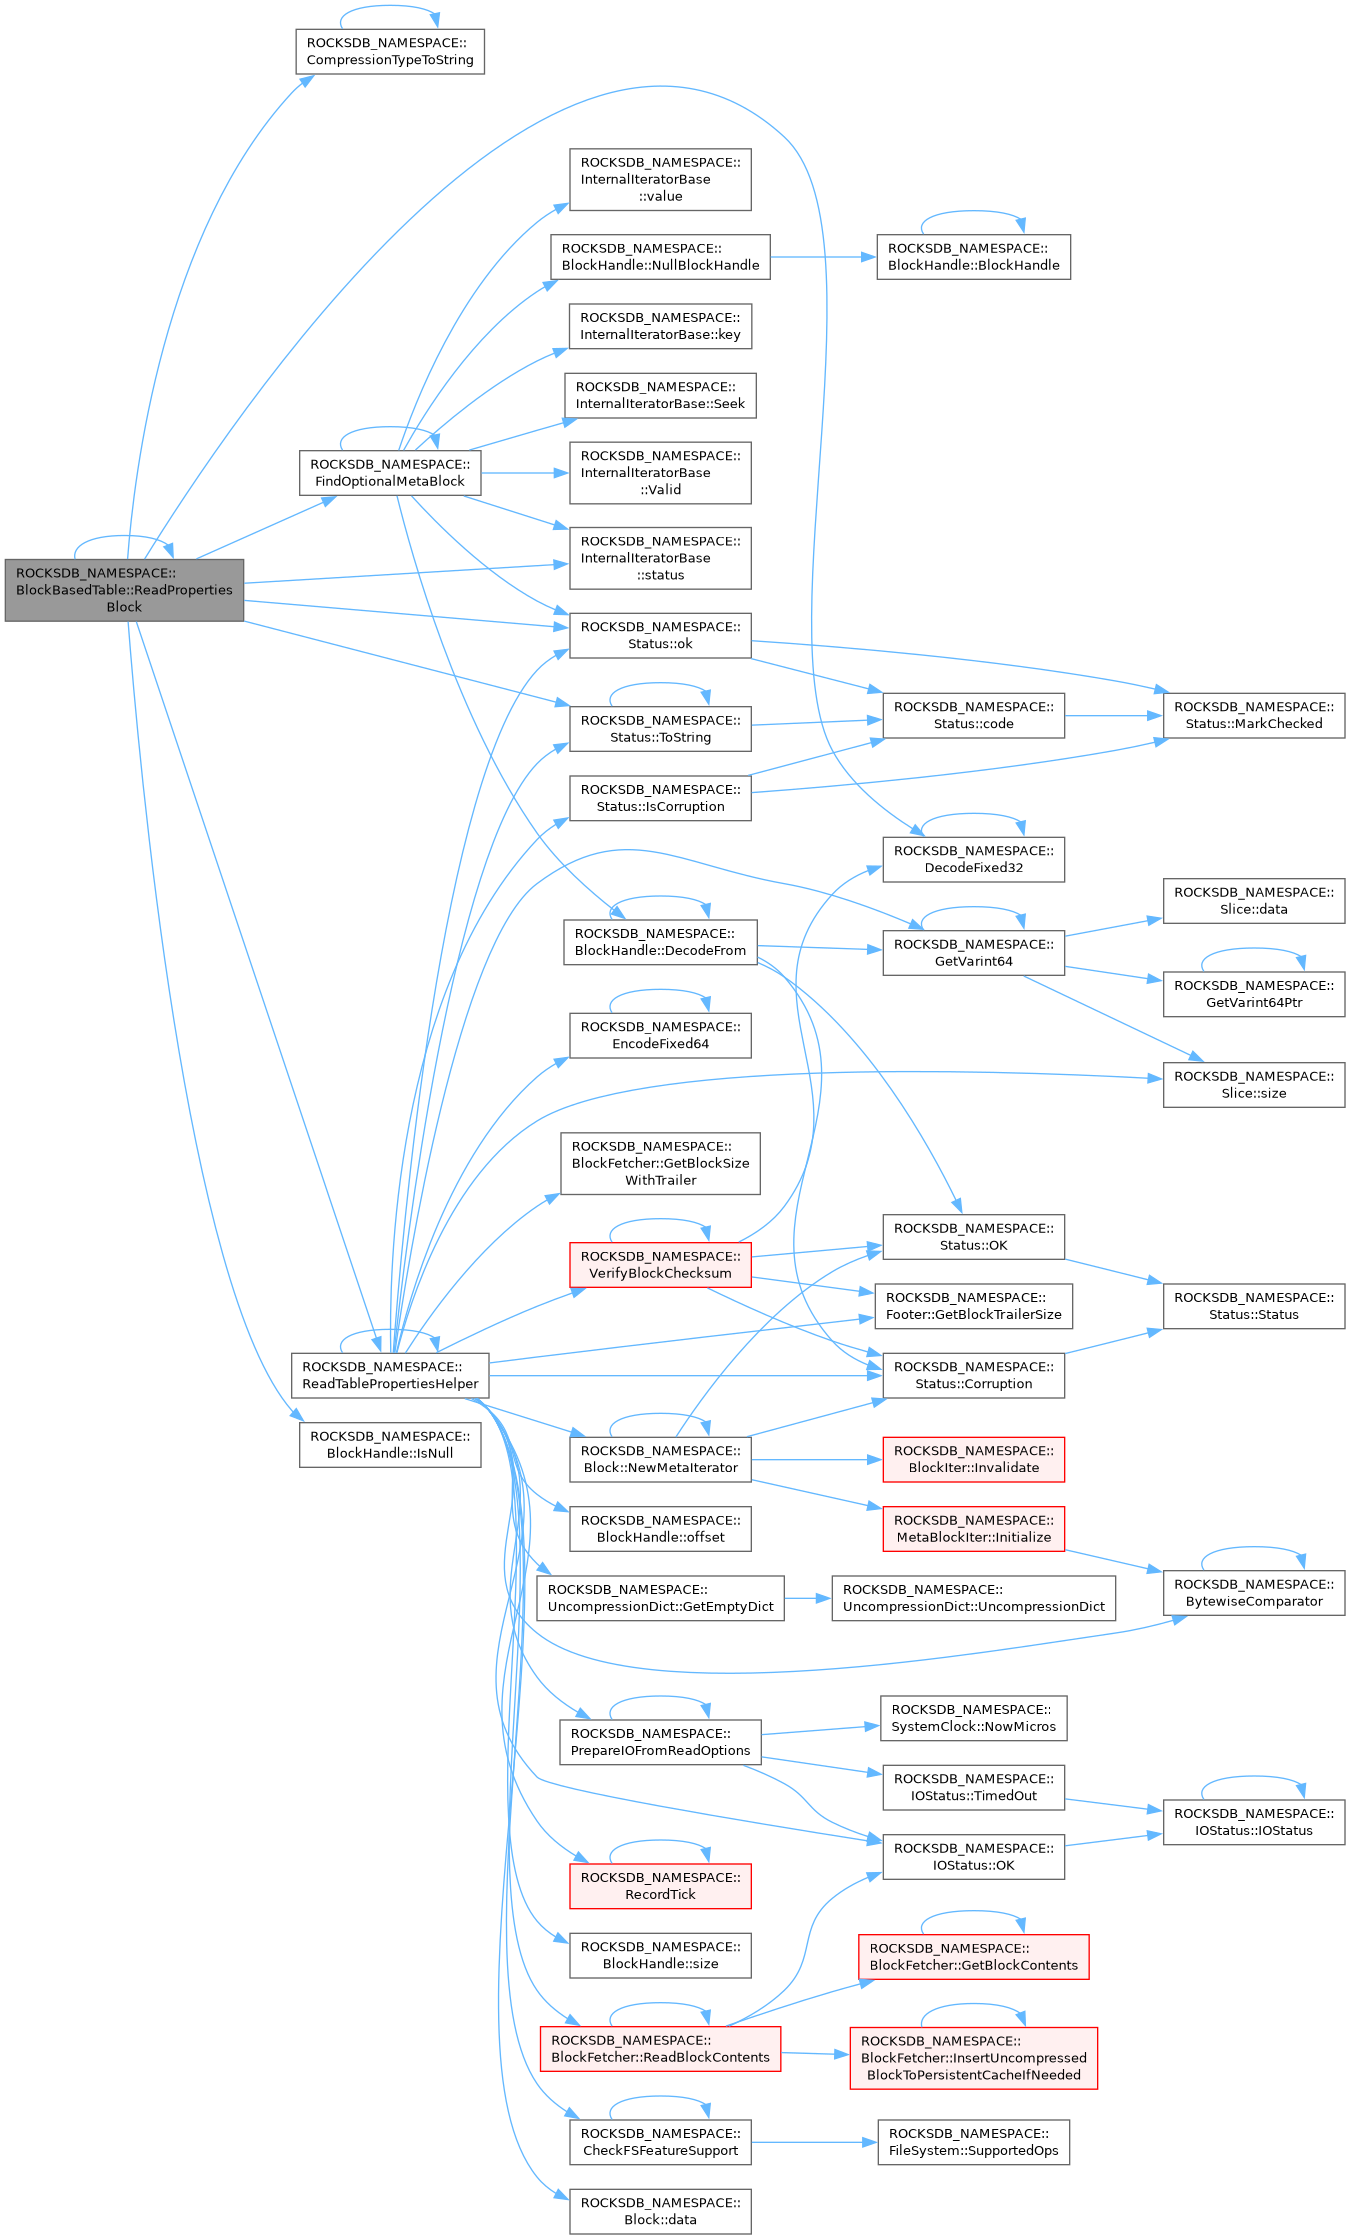 ROCKSDB_NAMESPACE::
CompressionTypeToString
ROCKSDB_NAMESPACE::
InternalIteratorBase
::value
ROCKSDB_NAMESPACE::
BlockHandle::NullBlockHandle
ROCKSDB_NAMESPACE::
BlockHandle::BlockHandle
ROCKSDB_NAMESPACE::
InternalIteratorBase::key
ROCKSDB_NAMESPACE::
InternalIteratorBase::Seek
ROCKSDB_NAMESPACE::
FindOptionalMetaBlock
ROCKSDB_NAMESPACE::
InternalIteratorBase
::Valid
ROCKSDB_NAMESPACE::
InternalIteratorBase
::status
ROCKSDB_NAMESPACE::
BlockBasedTable::ReadProperties
Block
ROCKSDB_NAMESPACE::
Status::ok
ROCKSDB_NAMESPACE::
Status::ToString
ROCKSDB_NAMESPACE::
Status::code
ROCKSDB_NAMESPACE::
Status::MarkChecked
ROCKSDB_NAMESPACE::
Status::IsCorruption
ROCKSDB_NAMESPACE::
DecodeFixed32
ROCKSDB_NAMESPACE::
Slice::data
ROCKSDB_NAMESPACE::
BlockHandle::DecodeFrom
ROCKSDB_NAMESPACE::
GetVarint64
ROCKSDB_NAMESPACE::
GetVarint64Ptr
ROCKSDB_NAMESPACE::
EncodeFixed64
ROCKSDB_NAMESPACE::
Slice::size
ROCKSDB_NAMESPACE::
BlockFetcher::GetBlockSize
WithTrailer
ROCKSDB_NAMESPACE::
VerifyBlockChecksum
ROCKSDB_NAMESPACE::
Status::OK
ROCKSDB_NAMESPACE::
Footer::GetBlockTrailerSize
ROCKSDB_NAMESPACE::
Status::Status
ROCKSDB_NAMESPACE::
ReadTablePropertiesHelper
ROCKSDB_NAMESPACE::
Status::Corruption
ROCKSDB_NAMESPACE::
BlockHandle::IsNull
ROCKSDB_NAMESPACE::
Block::NewMetaIterator
ROCKSDB_NAMESPACE::
BlockIter::Invalidate
ROCKSDB_NAMESPACE::
BlockHandle::offset
ROCKSDB_NAMESPACE::
MetaBlockIter::Initialize
ROCKSDB_NAMESPACE::
UncompressionDict::GetEmptyDict
ROCKSDB_NAMESPACE::
UncompressionDict::UncompressionDict
ROCKSDB_NAMESPACE::
BytewiseComparator
ROCKSDB_NAMESPACE::
PrepareIOFromReadOptions
ROCKSDB_NAMESPACE::
SystemClock::NowMicros
ROCKSDB_NAMESPACE::
IOStatus::TimedOut
ROCKSDB_NAMESPACE::
IOStatus::IOStatus
ROCKSDB_NAMESPACE::
IOStatus::OK
ROCKSDB_NAMESPACE::
RecordTick
ROCKSDB_NAMESPACE::
BlockHandle::size
ROCKSDB_NAMESPACE::
BlockFetcher::GetBlockContents
ROCKSDB_NAMESPACE::
BlockFetcher::ReadBlockContents
ROCKSDB_NAMESPACE::
BlockFetcher::InsertUncompressed
BlockToPersistentCacheIfNeeded
ROCKSDB_NAMESPACE::
CheckFSFeatureSupport
ROCKSDB_NAMESPACE::
FileSystem::SupportedOps
ROCKSDB_NAMESPACE::
Block::data